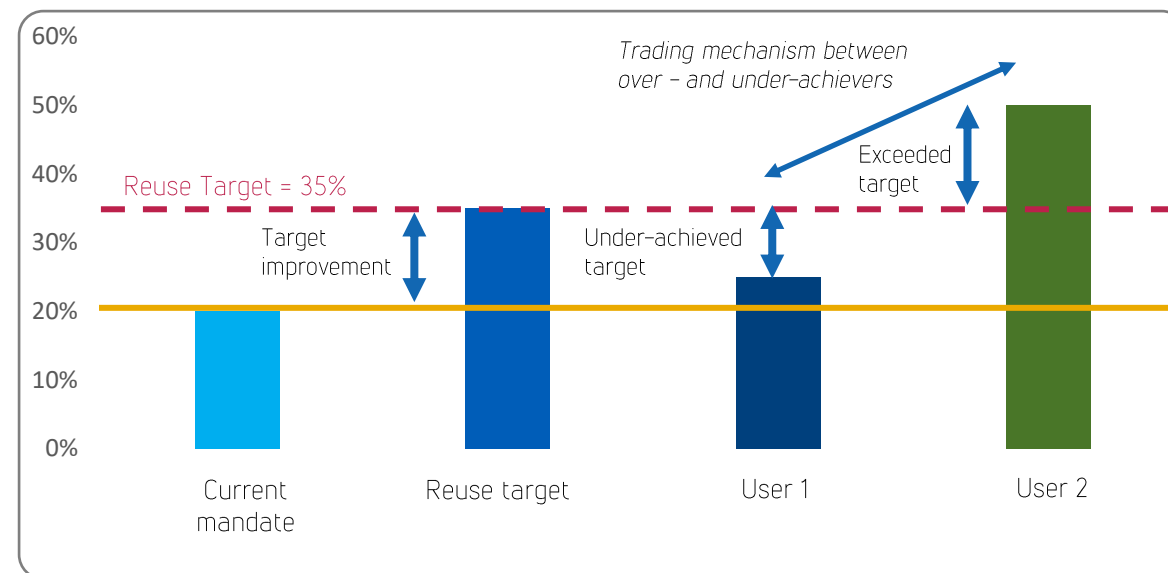 60%
Trading mechanism between
over - and under-achievers
50%
Exceeded
target
40%
Reuse Target = 35%
30%
Target
improvement
Under-achieved
target
20%
10%
0%
Current
mandate
Reuse target
User 1
User 2